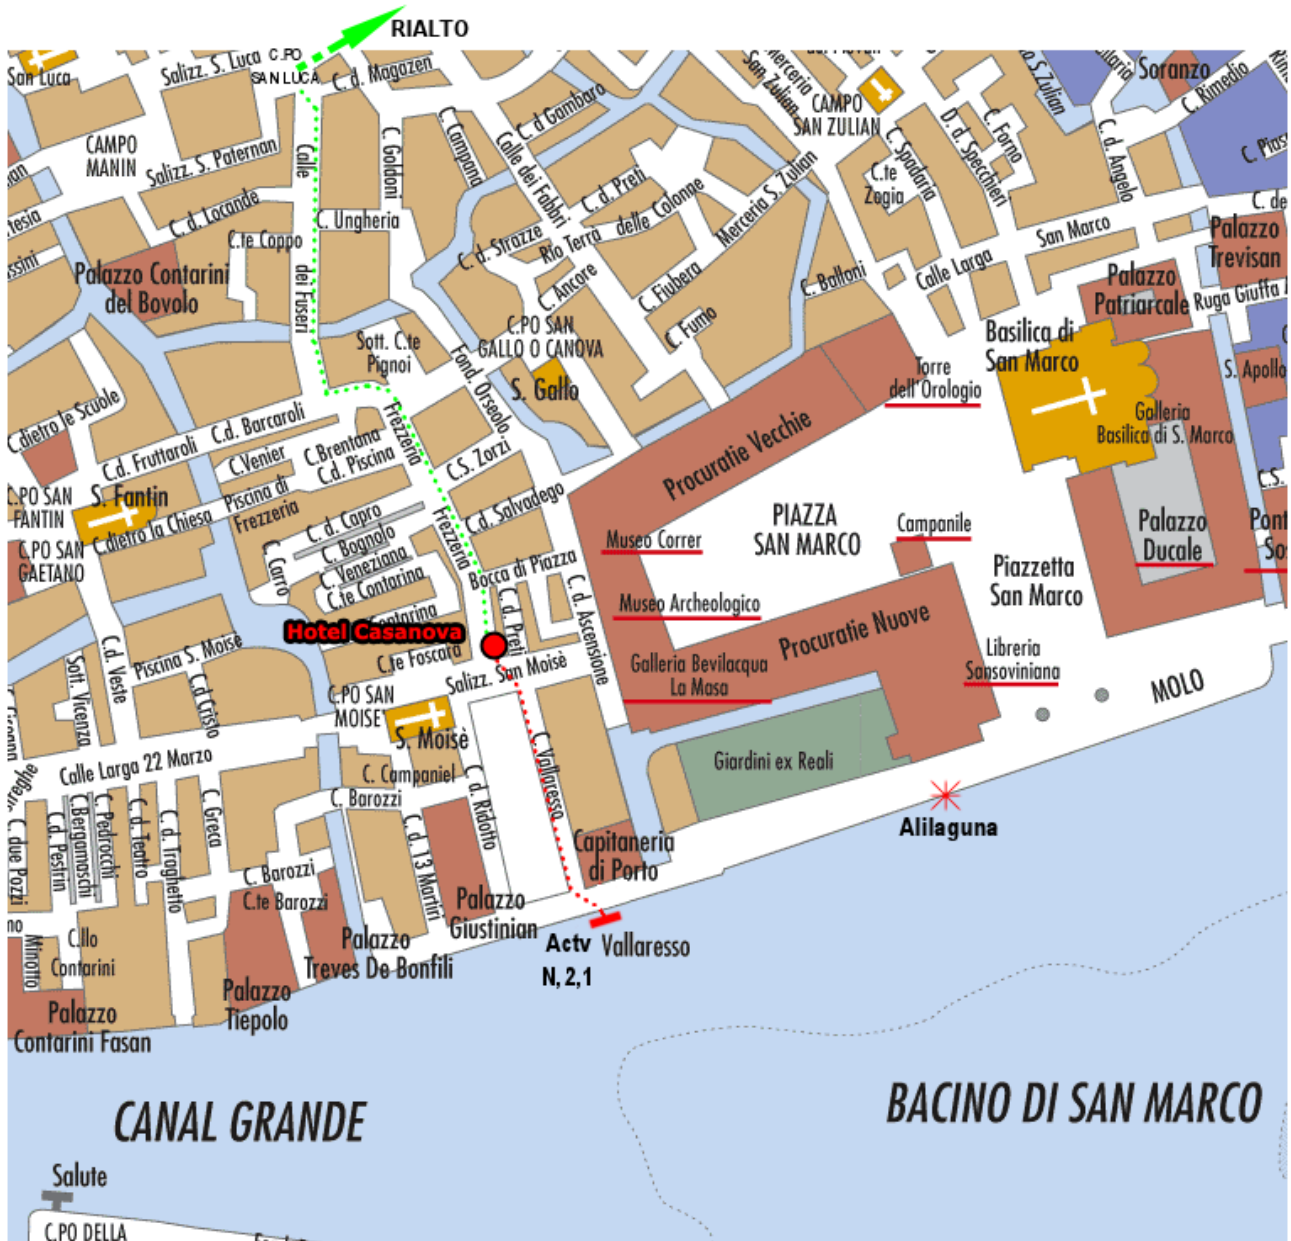 RIALTO
San Luca
Salizz. S. Luca
C.PO
SAN LUCA
C. d. Magazen
CAMPO
MANIN
Salizz. S. Paternan
C. d. Locande
C.te Coppo
Palazzo Contarini
del Bovolo
Calle
dei Fuseri
C. Goldoni
C. Ungheria
C. Campana
C. d Gambaro
Calle dei Fabbri
C. d. Preti
Rio Terra delle Colonne
C. d. Strazze
C. Ancore
C. Fiubera
C. Fumo
Merceria S. Zulian
Merceria
San Zulian
CAMPO
SAN ZULIAN
C. Spadaria
D. d. Specchieri
C. Forno
C.te
Zogia
C. d. Angelo
Soranzo
C. Rimedio
Palazzo
Trevisan
San Marco
Calle Larga
Palazzo
Patriarcale
Ruga Giuffa
S. Apollo
C. Balloni
C.PO SAN
GALLO O CANOVA
S. Gallo
Sott. C.te
Pignoi
Fond. Orseolo
Basilica di
San Marco
Galleria
Basilica di S. Marco
Torre
dell'Orologio
Procuratie Vecchie
C.dietro le Scuble
C.d. Fruttaroli
C.d. Barcaroli
Frezzeria
C.Brentana
C.d. Piscina
C.Venier
Piscina di
Frezzeria
C.S. Zorzi
C.d. Salvadego
C.PO SAN
FANTIN
S. Fantin
C.dietro la Chiesa
C. d. Capro
C. Bognolo
C. Veneziana
C.te Contarina
Contarina
C. Carro
Frezzeria
Bocca di Piazza
C. d. Ascensione
C. d. Preti
C.PO SAN
GAETANO
PIAZZA
SAN MARCO
Museo Correr
Campanile
Piazzetta
San Marco
Palazzo
Ducale
Museo Archeologico
Procuratie Nuove
Galleria Bevilacqua
La Masa
Libreria
Sansoviniana
MOLO
Hotel Casanova
C.te Foscara
Salizz. San Moisè
C.PO SAN
MOISE'
S. Moisè
Piscina S. Moisè
C.d. Veste
Sott. Vicenza
C.d Cristo
Calle Larga 22 Marzo
C. Campaniel
C. Barozzi
C. d. Ridotto
C. Vallaresso
Giardini ex Reali
Alilaguna
C. due Pozzi
C.d. Pestrin
C.Bergamaschi
C. Pedrocchi
C.d. Teatro
C. d. Traghetto
C. Greca
C. d. 13 Martiri
C. Barozzi
C.te Barozzi
Capitaneria
di Porto
Palazzo
Giustinian
Actv Vallaresso
N, 2,1
Palazzo
Treves De Bonfili
Palazzo
Tiepolo
Minotto
C.llo
Contarini
Palazzo
Contarini Fasan
CANAL GRANDE
BACINO DI SAN MARCO
Salute
C.PO DELLA